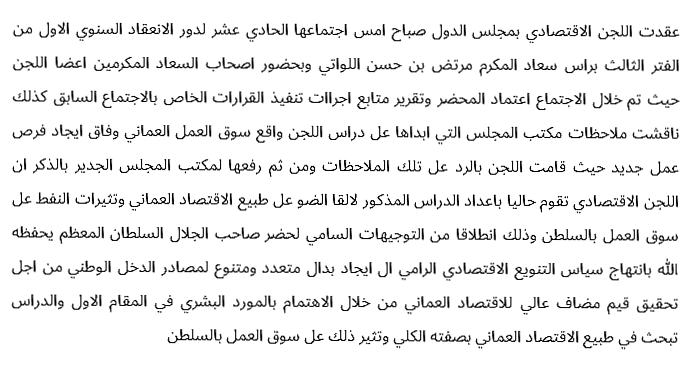 عقدت اللجن الاقتصادي بمجلس الدول صباح امس اجتماعها الحادي عشر لدور الانعقاد السنوي الاول من
الفتر الثالث براس سعاد المكرم مرتض بن حسن اللواتي وبحضور اصحاب السعاد المكرمين اعضا اللجن
حيث تم خلال الاجتماع اعتماد المحضر وتقرير متابع اجراات تنفيذ القرارات الخاص بالاجتماع السابق كذلك
ناقشت ملاحظات مكتب المجلس التي ابداها عل دراس اللجن واقع سوق العمل العماني وفاق ايجاد فرص
عمل جديد حيث قامت اللجن بالرد عل تلك الملاحظات ومن ثم رفعها لمكتب المجلس الجدير بالذكر ان
اللجن الاقتصادي تقوم حاليا باعداد الدراس المذكور لالقا الضو عل طبيع الاقتصاد العماني وتثيرات النفط عل
سوق العمل بالسلطن وذلك انطلاقا من التوجيهات السامي لحضر صاحب الجلال السلطان المعظم يحفظه
الله بانتهاج سياس التنويع الاقتصادي الرامي ال ايجاد بدال متعدد ومتنوع لمصادر الدخل الوطني من اجل
تحقيق قيم مضاف عالي للاقتصاد العماني من خلال الاهتمام بالمورد البشري في المقام الاول والدراس
تبحث في طبيع الاقتصاد العماني بصفته الكلي وتثير ذلك عل سوق العمل بالسلطن